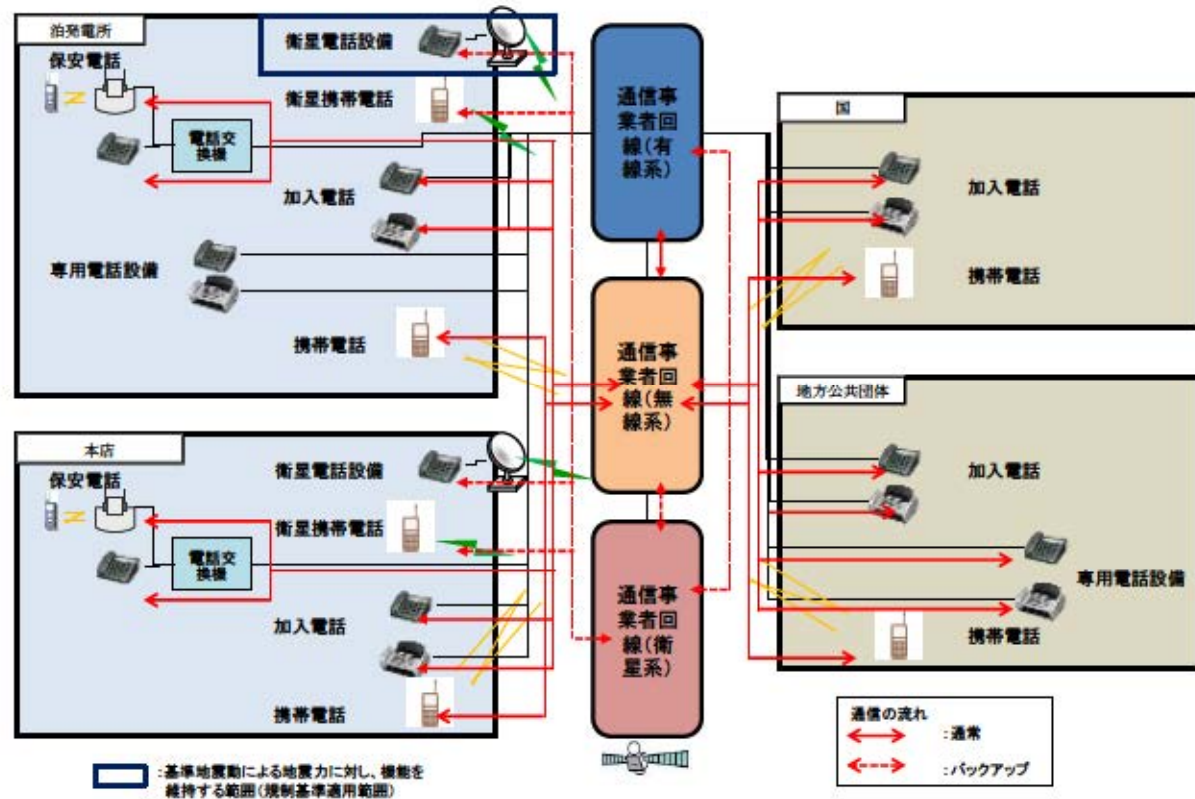 泊発電所
保安電話
電話交
換機
衛星電話設備
衛星携帯電話
加入電話
専用電話設備
携帯電話
本店
保安電話
電話交
換機
衛星電話設備
衛星携帯電話
加入電話
携帯電話
通信事
業者回
線(有
線系)
通信事
業者回
線(無
線系)
通信事
業者回
線(衛
星系)
国
加入電話
携帯電話
地方公共団体
加入電話
専用電話設備
携帯電話
通信の流れ
:通常
:バックアップ
:基準地震動による地震力に対し、機能を
維持する範囲(規制基準適用範囲)